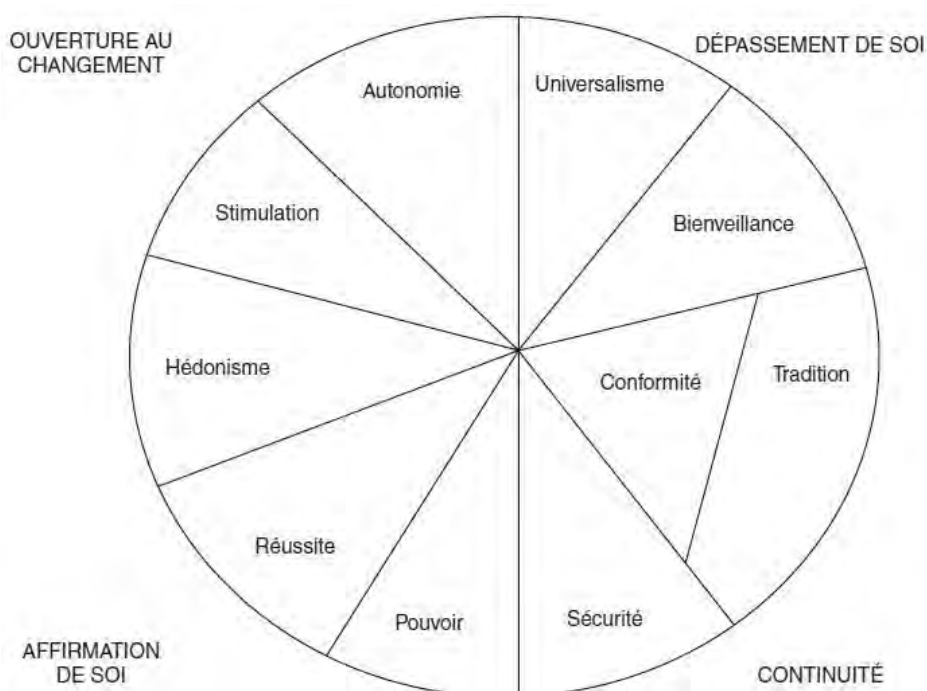 OUVERTURE AU
CHANGEMENT
DÉPASSEMENT DE SOI
Autonomie
Universalisme
Stimulation
Bienveillance
Hédonisme
Conformité
Tradition
Réussite
Pouvoir
Sécurité
AFFIRMATION
DE SOI
CONTINUITÉ